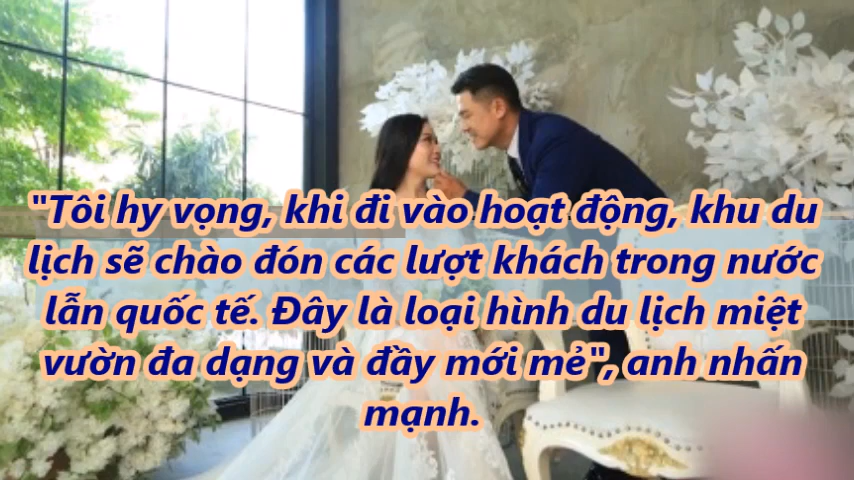 "Tôi hy vọng, khi đi vào hoạt động, khu du
lịch sẽ chào đón các lượt khách trong nước
lẫn quốc tế. Đây là loại hình du lịch miệt
vườn đa dạng và đầy mới mẻ", anh nhấn
mạnh.